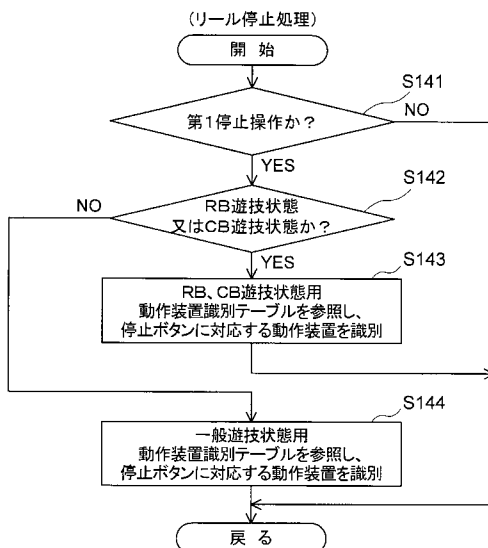 (リール停止処理)
開 始
S141
第1停止操作か?
NO
YES
S142
NO
RB遊技状態
又はCB遊技状態か?
YES
S143
RB、CB遊技状態用
動作装置識別テーブルを参照し、
停止ボタンに対応する動作装置を識別
S144
一般遊技状態用
動作装置識別テーブルを参照し、
停止ボタンに対応する動作装置を識別
戻 る